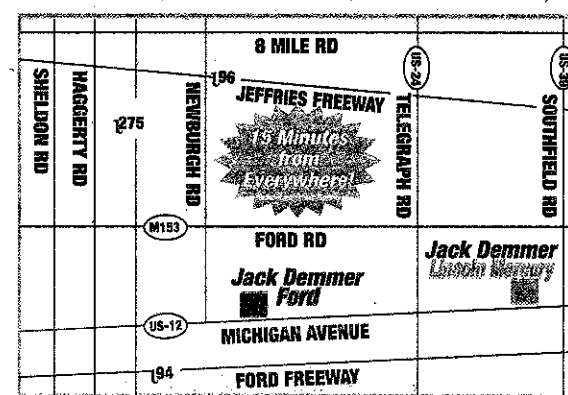 8 MILE RD
US-24
US-39
I-96
JEFFRIES FREEWAY
SHELDON RD
HAGGERTY RD
I-275
NEWBURGH RD
15 Minutes
from
Everywhere!
TELEGRAPH RD
SOUTHFIELD RD
M153
FORD RD
Jack Demmer
Lincoln Mercury
Jack Demmer
Ford
US-12
MICHIGAN AVENUE
I-94
FORD FREEWAY